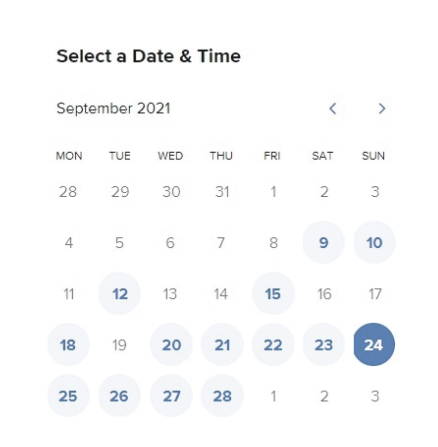 Select a Date & Time
September 2021
MON TUE WED THU FRI SAT SUN
28 29 30 31 1 2 3
4 5 6 7 8 9 10
11 12 13 14 15 16 17
18 19 20 21 22 23 24
25 26 27 28 1 2 3